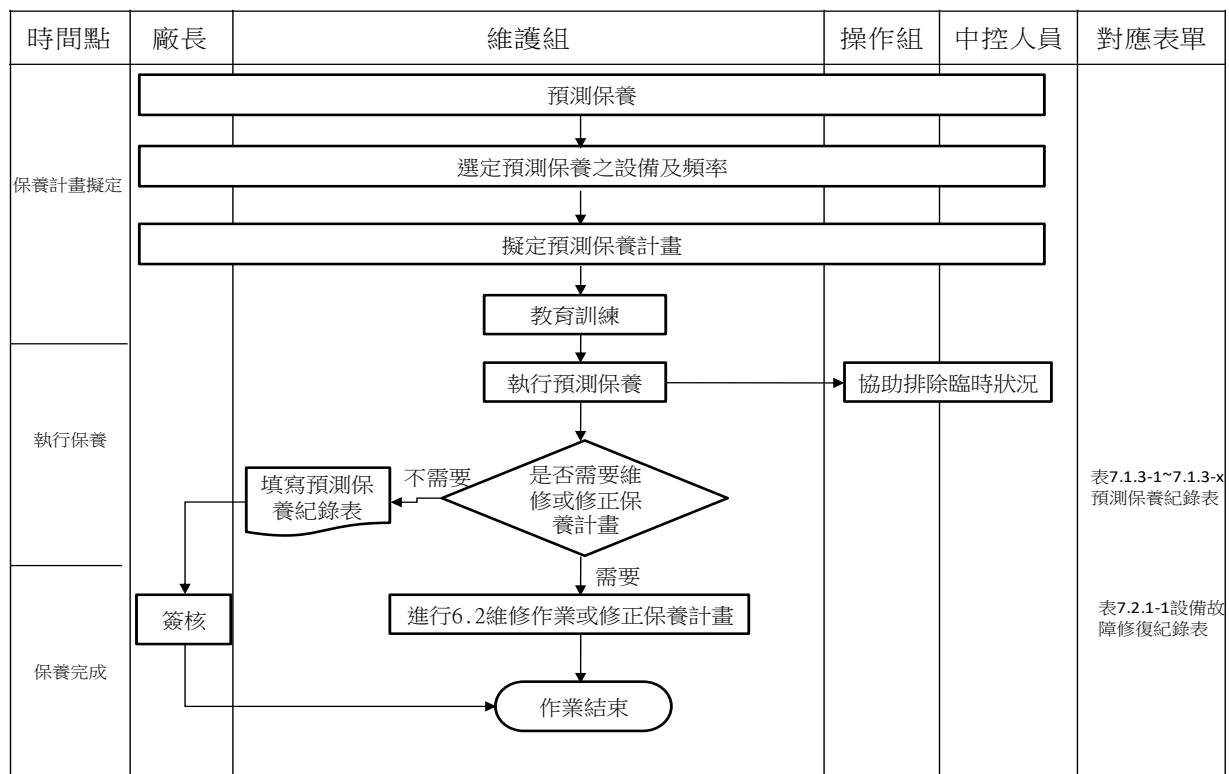 時間點
廠長
維護組
操作組
中控人員
對應表單
預測保養
選定預測保養之設備及頻率
保養計畫擬定
擬定預測保養計畫
教育訓練
執行預測保養
協助排除臨時狀況
執行保養
是否需要維
修或修正保
養計畫
不需要
填寫預測保
養紀錄表
表7.1.3-1~7.1.3-x
預測保養紀錄表
需要
簽核
進行6.2維修作業或修正保養計畫
表7.2.1-1設備故
障修復紀錄表
保養完成
作業結束